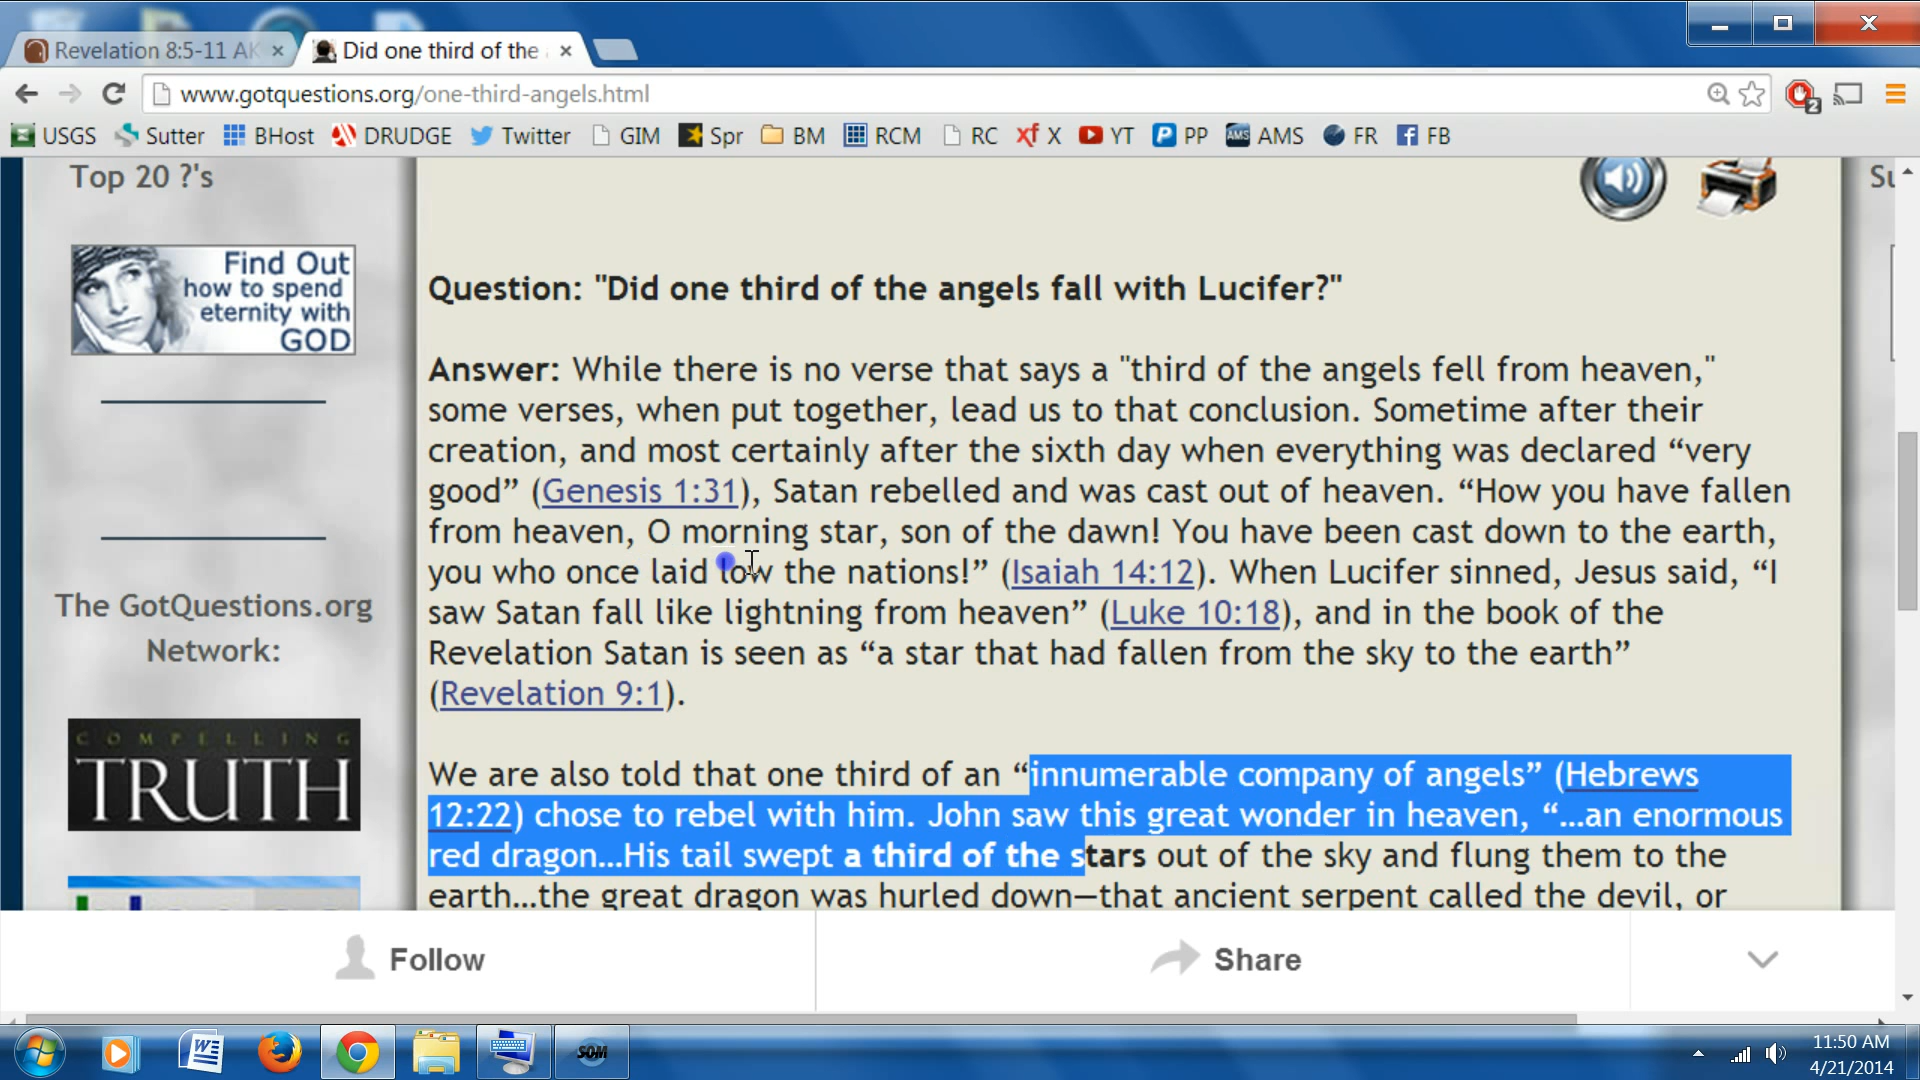 Revelation 8:5-11 AK
Did one third of the
www.gotquestions.org/one-third-angels.html
2
USGS Sutter BHost DRUDGE Twitter GIM Spr BM RCM RC X YT PP AMS FR FB
Top 20 ?'s
Find Out
how to spend
eternity with
GOD
The GotQuestions.org
Network:
COMPELLING
TRUTH
Question: "Did one third of the angels fall with Lucifer?"
Answer: While there is no verse that says a "third of the angels fell from heaven,"
some verses, when put together, lead us to that conclusion. Sometime after their
creation, and most certainly after the sixth day when everything was declared “very
good” (Genesis 1:31), Satan rebelled and was cast out of heaven. “How you have fallen
from heaven, O morning star, son of the dawn! You have been cast down to the earth,
you who once laid low the nations!” (Isaiah 14:12). When Lucifer sinned, Jesus said, “I
saw Satan fall like lightning from heaven” (Luke 10:18), and in the book of the
Revelation Satan is seen as “a star that had fallen from the sky to the earth”
(Revelation 9:1).
We are also told that one third of an “innumerable company of angels” (Hebrews
12:22) chose to rebel with him. John saw this great wonder in heaven, “…an enormous
red dragon…His tail swept a third of the stars out of the sky and flung them to the
earth…the great dragon was hurled down—that ancient serpent called the devil, or
Follow
Share
SOM
11:50 AM
4/21/2014